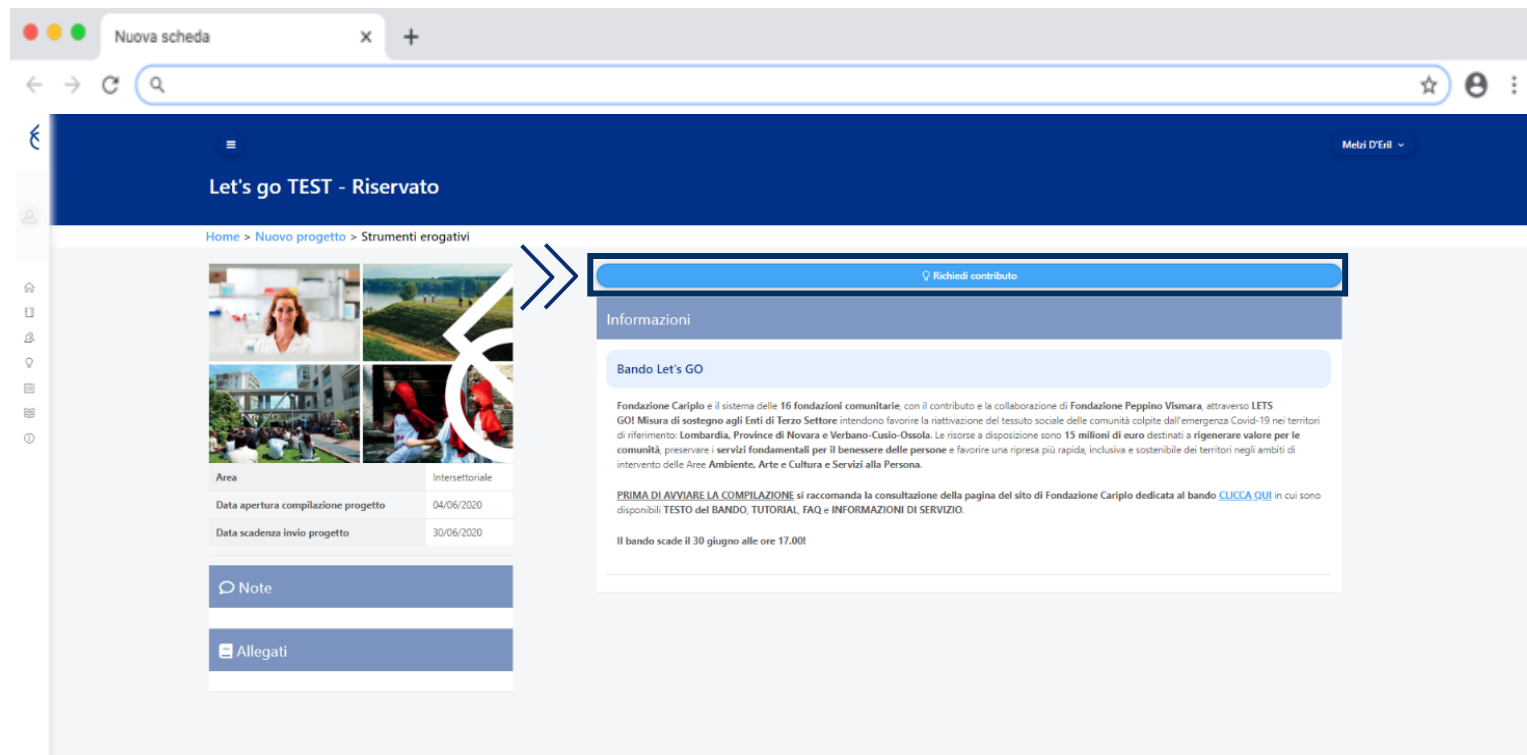 Nuova scheda
Melzi D'Eril
Let's go TEST - Riservato
Home > Nuovo progetto > Strumenti erogativi
Richiedi contributo
Informazioni
Bando Let's GO
Fondazione Cariplo e il sistema delle 16 fondazioni comunitarie, con il contributo e la collaborazione di Fondazione Peppino Vismara, attraverso LETS
GO! Misura di sostegno agli Enti di Terzo Settore intendono favorire la riattivazione del tessuto sociale delle comunità colpite dall'emergenza Covid-19 nei territori
di riferimento: Lombardia, Province di Novara e Verbano-Cusio-Ossola. Le risorse a disposizione sono 15 milioni di euro destinati a rigenerare valore per le
comunità, preservare i servizi fondamentali per il benessere delle persone e favorire una ripresa più rapida, inclusiva e sostenibile dei territori negli ambiti di
intervento delle Aree Ambiente, Arte e Cultura e Servizi alla Persona.
PRIMA DI AVVIARE LA COMPILAZIONE si raccomanda la consultazione della pagina del sito di Fondazione Cariplo dedicata al bando CLICCA QUI in cui sono
disponibili TESTO del BANDO, TUTORIAL, FAQ e INFORMAZIONI DI SERVIZIO.
Il bando scade il 30 giugno alle ore 17.00!
Area Intersettoriale
Data apertura compilazione progetto 04/06/2020
Data scadenza invio progetto 30/06/2020
Note
Allegati